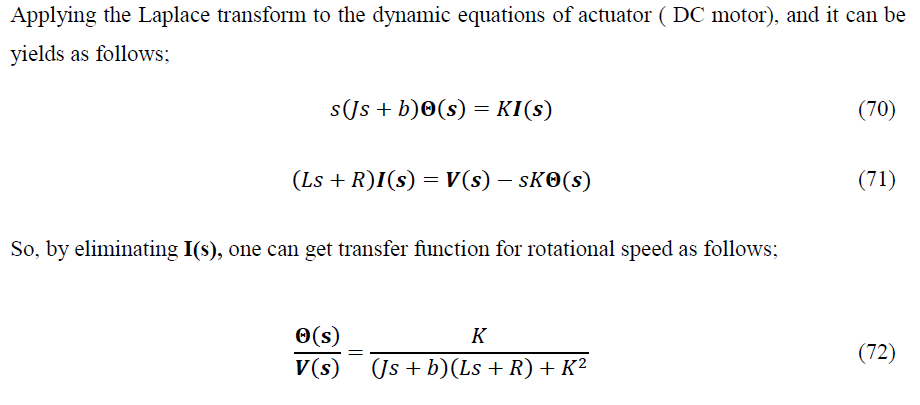 Applying the Laplace transform to the dynamic equations of actuator ( DC motor), and it can be
yields as follows;
s(Js + b)Θ(s) = KI(s) (70)
(Ls + R)I(s) = V(s) − sKΘ(s) (71)
So, by eliminating I(s), one can get transfer function for rotational speed as follows;
Θ(s)/V(s) = K/((Js + b)(Ls + R) + K²) (72)